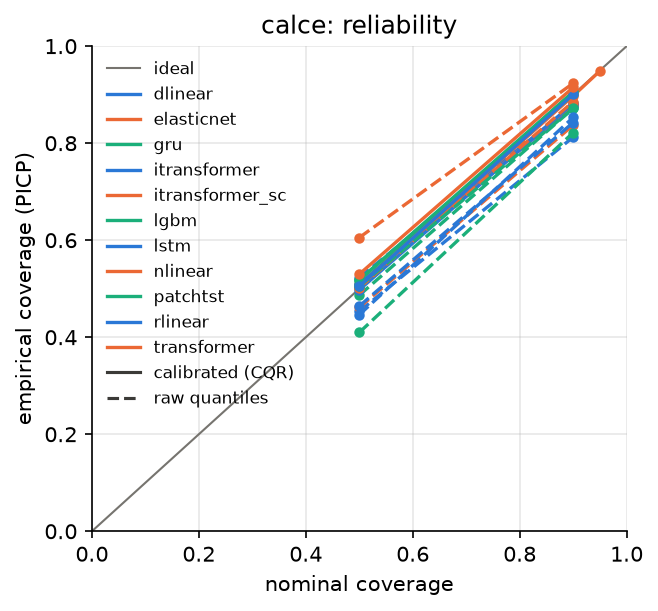 calce: reliability
1.0
0.8
0.6
0.4
0.2
0.0
empirical coverage (PICP)
ideal
dlinear
elasticnet
gru
itransformer
itransformer_sc
lgbm
lstm
nlinear
patchtst
rlinear
transformer
calibrated (CQR)
raw quantiles
0.0 0.2 0.4 0.6 0.8 1.0
nominal coverage